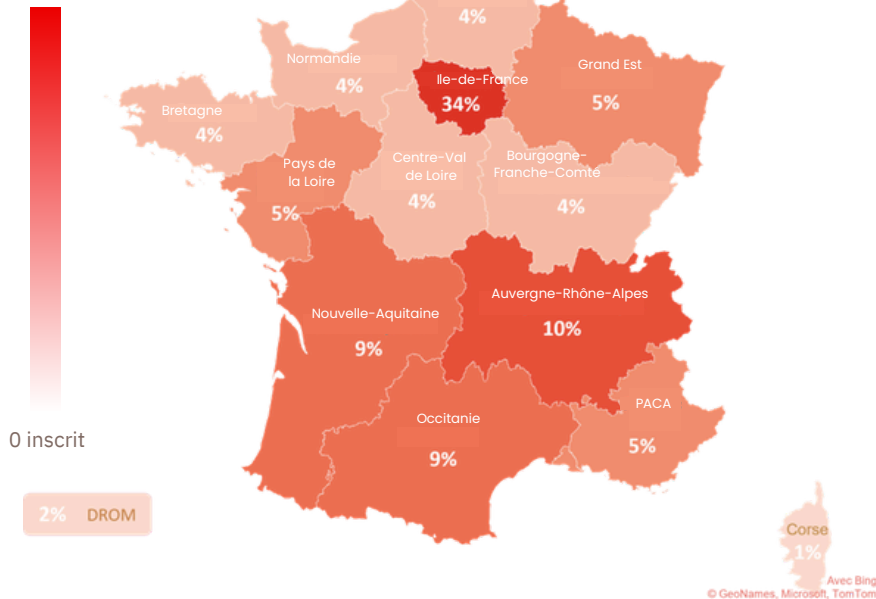 4%
Normandie
4%
Ile-de-France
34%
Grand Est
5%
Bretagne
4%
Pays de
la Loire
5%
Centre-Val
de Loire
4%
Bourgogne-
Franche-Comté
4%
Auvergne-Rhône-Alpes
10%
Nouvelle-Aquitaine
9%
PACA
5%
Occitanie
9%
0 inscrit
2% DROM
Corse
1%
Avec Bing
© GeoNames, Microsoft, TomTom